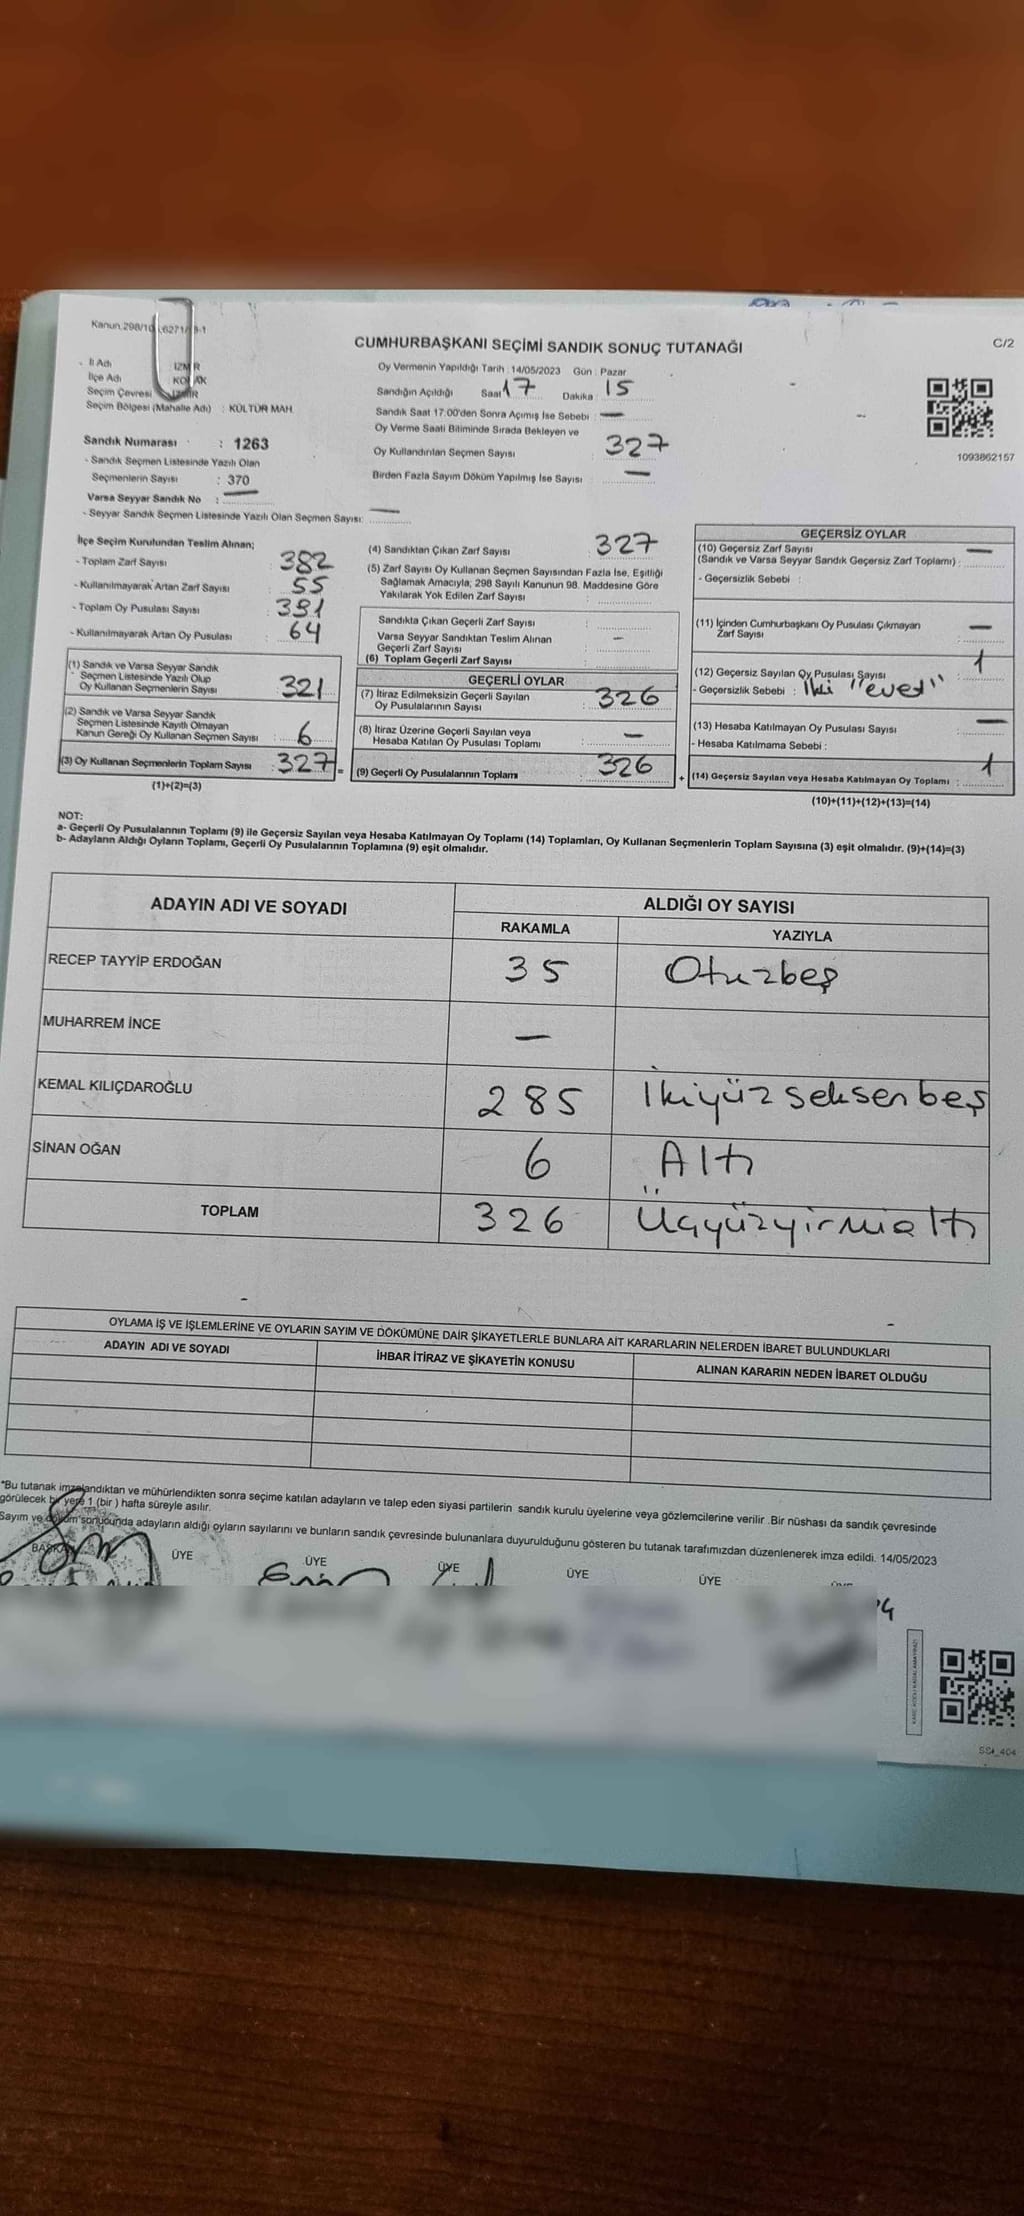 Kanun.298/10
C/2
CUMHURBAŞKANI SEÇİMİ SANDIK SONUÇ TUTANAĞI
İl Adı : İZMİR
İlçe Adı : KONAK
Seçim Çevresi : İZMİR
Seçim Bölgesi (Mahalle Adı) : KÜLTÜR MAH.
Oy Vermenin Yapıldığı Tarih : 14/05/2023 Gün : Pazar
Sandığın Açıldığı Saat 17 Dakika : 15
Sandık Saat 17:00'den Sonra Açımış İse Sebebi : —
Oy Verme Saati Bitiminde Sırada Bekleyen ve
Oy Kullandırılan Seçmen Sayısı 327
Birden Fazla Sayım Döküm Yapılmış İse Sayısı : —
1093862157
Sandık Numarası : 1263
- Sandık Seçmen Listesinde Yazılı Olan
Seçmenlerin Sayısı : 370
Varsa Seyyar Sandık No : —
- Seyyar Sandık Seçmen Listesinde Yazılı Olan Seçmen Sayısı: —
İlçe Seçim Kurulundan Teslim Alınan;
- Toplam Zarf Sayısı : 382
- Kullanılmayarak Artan Zarf Sayısı : 55
- Toplam Oy Pusulası Sayısı : 391
- Kullanılmayarak Artan Oy Pusulası : 64
(1) Sandık ve Varsa Seyyar Sandık
Seçmen Listesinde Yazılı Olup
Oy Kullanan Seçmenlerin Sayısı : 321
(2) Sandık ve Varsa Seyyar Sandık
Seçmen Listesinde Kayıtlı Olmayan
Kanun Gereği Oy Kullanan Seçmen Sayısı : 6
(3) Oy Kullanan Seçmenlerin Toplam Sayısı : 327 =
(1)+(2)=(3)
(4) Sandıktan Çıkan Zarf Sayısı : 327
(5) Zarf Sayısı Oy Kullanan Seçmen Sayısından Fazla İse, Eşitliği
Sağlamak Amacıyla; 298 Sayılı Kanunun 98. Maddesine Göre
Yakılarak Yok Edilen Zarf Sayısı :
Sandıkta Çıkan Geçerli Zarf Sayısı :
Varsa Seyyar Sandıktan Teslim Alınan
Geçerli Zarf Sayısı : —
(6) Toplam Geçerli Zarf Sayısı :
GEÇERLİ OYLAR
(7) İtiraz Edilmeksizin Geçerli Sayılan
Oy Pusulalarının Sayısı : 326
(8) İtiraz Üzerine Geçerli Sayılan veya
Hesaba Katılan Oy Pusulası Toplamı : —
(9) Geçerli Oy Pusulalarının Toplamı : 326 +
GEÇERSİZ OYLAR
(10) Geçersiz Zarf Sayısı —
(Sandık ve Varsa Seyyar Sandık Geçersiz Zarf Toplamı) :
- Geçersizlik Sebebi :
(11) İçinden Cumhurbaşkanı Oy Pusulası Çıkmayan
Zarf Sayısı : —
(12) Geçersiz Sayılan Oy Pusulası Sayısı : 1
- Geçersizlik Sebebi : İki "evet"
(13) Hesaba Katılmayan Oy Pusulası Sayısı : —
- Hesaba Katılmama Sebebi :
(14) Geçersiz Sayılan veya Hesaba Katılmayan Oy Toplamı : 1
(10)+(11)+(12)+(13)=(14)
NOT:
a- Geçerli Oy Pusulalarının Toplamı (9) ile Geçersiz Sayılan veya Hesaba Katılmayan Oy Toplamı (14) Toplamları, Oy Kullanan Seçmenlerin Toplam Sayısına (3) eşit olmalıdır. (9)+(14)=(3)
b- Adayların Aldığı Oyların Toplamı, Geçerli Oy Pusulalarının Toplamına (9) eşit olmalıdır.
ADAYIN ADI VE SOYADI
ALDIĞI OY SAYISI
RAKAMLA YAZIYLA
RECEP TAYYİP ERDOĞAN 35 Otuzbeş
MUHARREM İNCE —
KEMAL KILIÇDAROĞLU 285 İkiyüz seksenbeş
SİNAN OĞAN 6 Altı
TOPLAM 326 Üçyüzyirmialtı
OYLAMA İŞ VE İŞLEMLERİNE VE OYLARIN SAYIM VE DÖKÜMÜNE DAİR ŞİKAYETLERLE BUNLARA AİT KARARLARIN NELERDEN İBARET BULUNDUKLARI
ADAYIN ADI VE SOYADI İHBAR İTİRAZ VE ŞİKAYETİN KONUSU ALINAN KARARIN NEDEN İBARET OLDUĞU
*Bu tutanak imzalandıktan ve mühürlendikten sonra seçime katılan adayların ve talep eden siyasi partilerin sandık kurulu üyelerine veya gözlemcilerine verilir .Bir nüshası da sandık çevresinde
görülecek bir yere 1 (bir ) hafta süreyle asılır.
Sayım ve döküm sonucunda adayların aldığı oyların sayılarını ve bunların sandık çevresinde bulunanlara duyurulduğunu gösteren bu tutanak tarafımızdan düzenlenerek imza edildi. 14/05/2023
BAŞKAN ÜYE ÜYE ÜYE ÜYE ÜYE
SSI_404